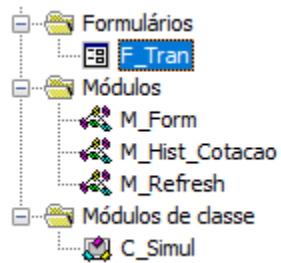 Formulários
F_Tran
Módulos
M_Form
M_Hist_Cotacao
M_Refresh
Módulos de classe
C_Simul